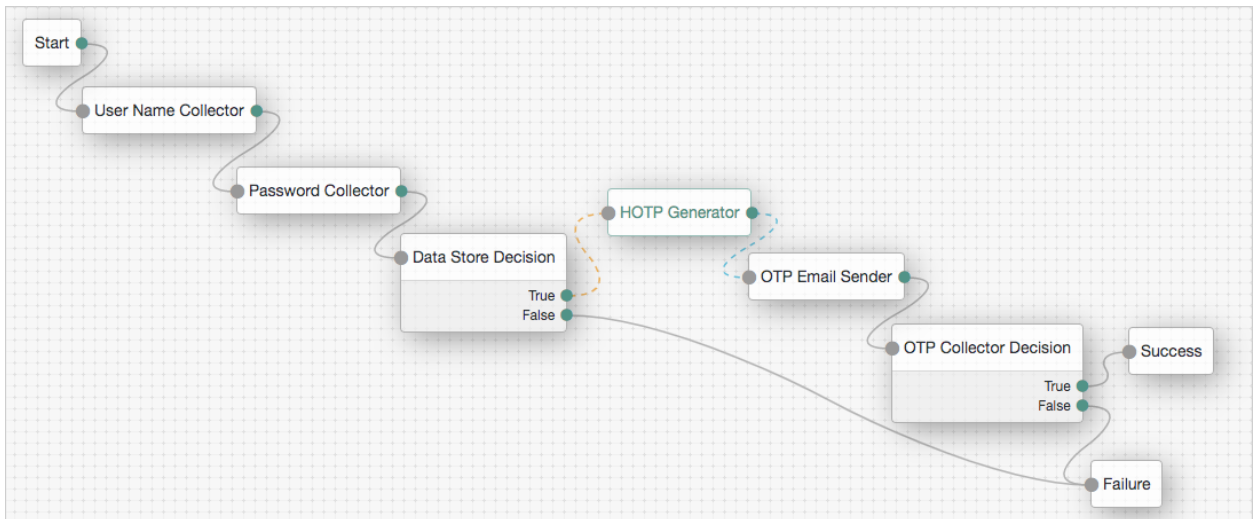 Start
User Name Collector
Password Collector
HOTP Generator
Data Store Decision
True
False
OTP Email Sender
OTP Collector Decision
True
False
Success
Failure